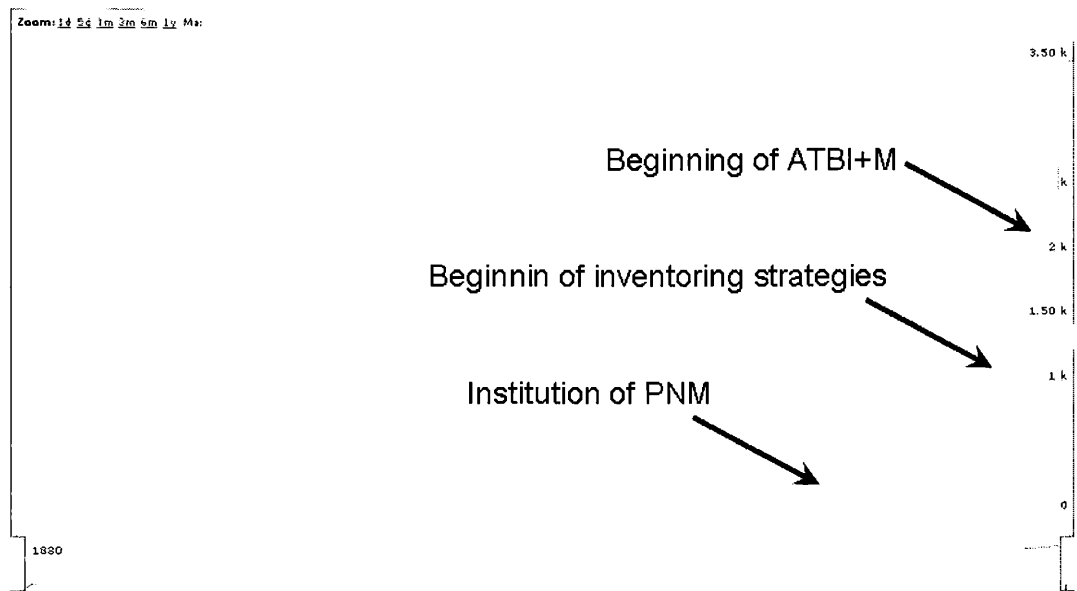 Zoom: 1d 5d 1m 3m 6m 1y Ma:
3.50 k
Beginning of ATBI+M
k
2 k
Beginnin of inventoring strategies
1.50 k
1 k
Institution of PNM
0
1880